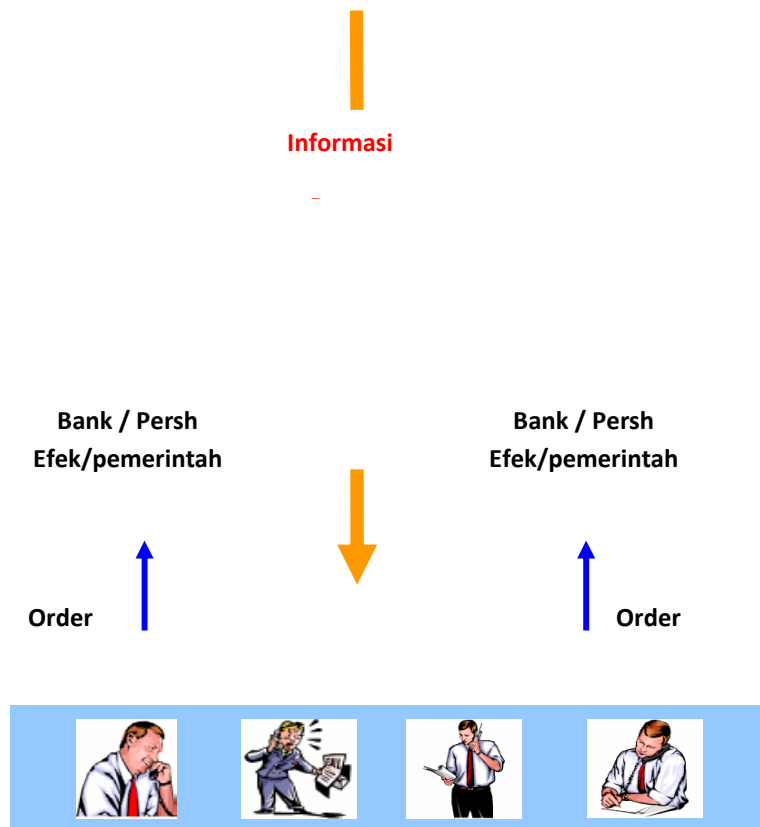 Informasi
Bank / Persh
Efek/pemerintah
Bank / Persh
Efek/pemerintah
Order
Order